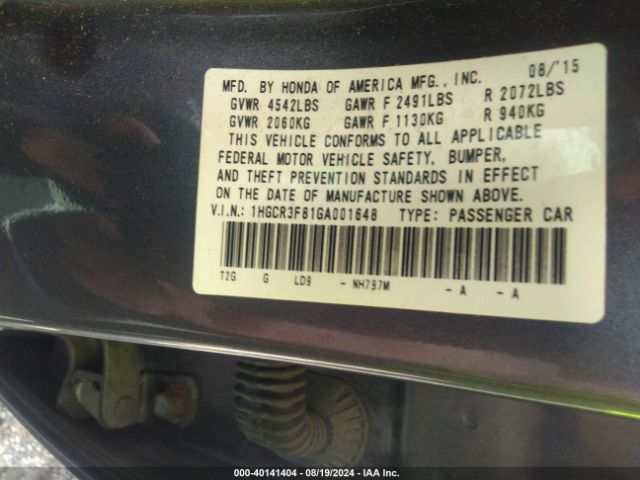 MFD. BY HONDA OF AMERICA MFG., INC. 08/'15
GVWR 4542LBS GAWR F 2491LBS R 2072LBS
GVWR 2060KG GAWR F 1130KG R 940KG
THIS VEHICLE CONFORMS TO ALL APPLICABLE
FEDERAL MOTOR VEHICLE SAFETY, BUMPER,
AND THEFT PREVENTION STANDARDS IN EFFECT
ON THE DATE OF MANUFACTURE SHOWN ABOVE.
V.I.N.: 1HGCR3F81GA001648 TYPE: PASSENGER CAR
T2G G LD9 - NH797M - A - A
000-40141404 - 08/19/2024 - IAA Inc.